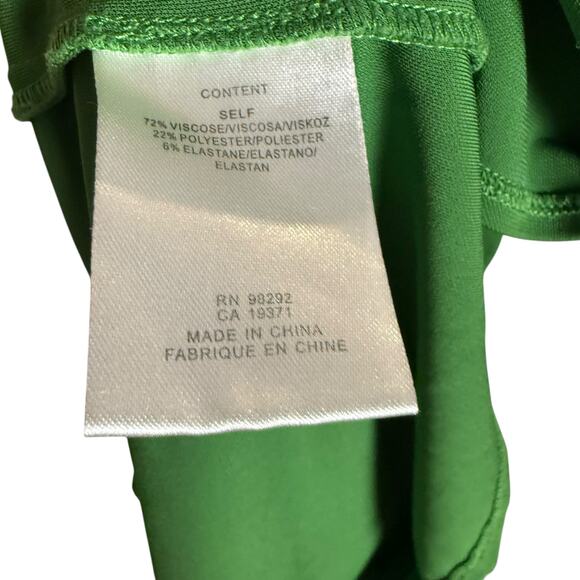 CONTENT
SELF
72% VISCOSE/VISCOSA/VISKOZ
22% POLYESTER/POLIESTER
6% ELASTANE/ELASTANO/
ELASTAN
RN 98292
CA 19371
MADE IN CHINA
FABRIQUE EN CHINE